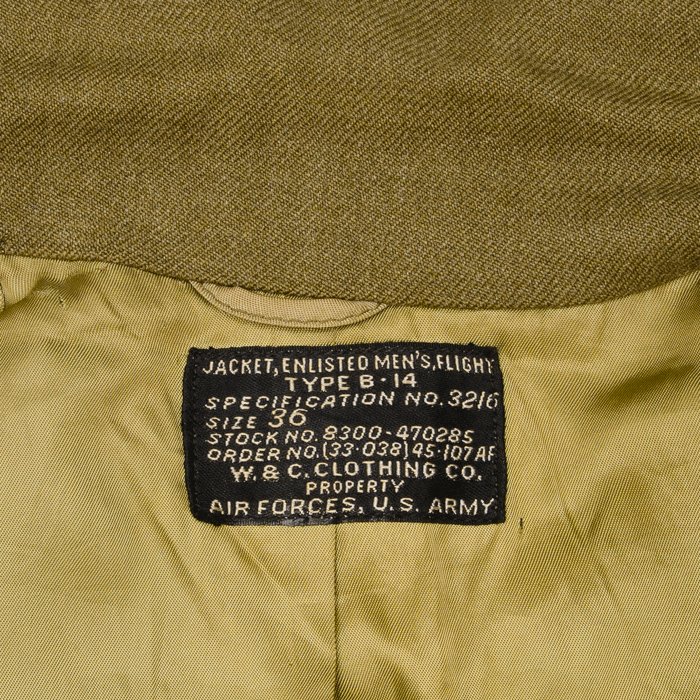 JACKET, ENLISTED MEN'S, FLIGHT
TYPE B-14
SPECIFICATION NO. 3216
SIZE 36
STOCK NO. 8300-470285
ORDER NO. (33-038) 45-107 AF
W. & C. CLOTHING CO.
PROPERTY
AIR FORCES, U.S. ARMY